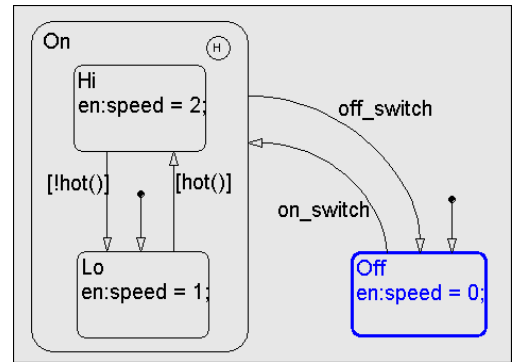 On
H
Hi
en:speed = 2;
off_switch
[!hot()]
[hot()]
on_switch
Lo
en:speed = 1;
Off
en:speed = 0;